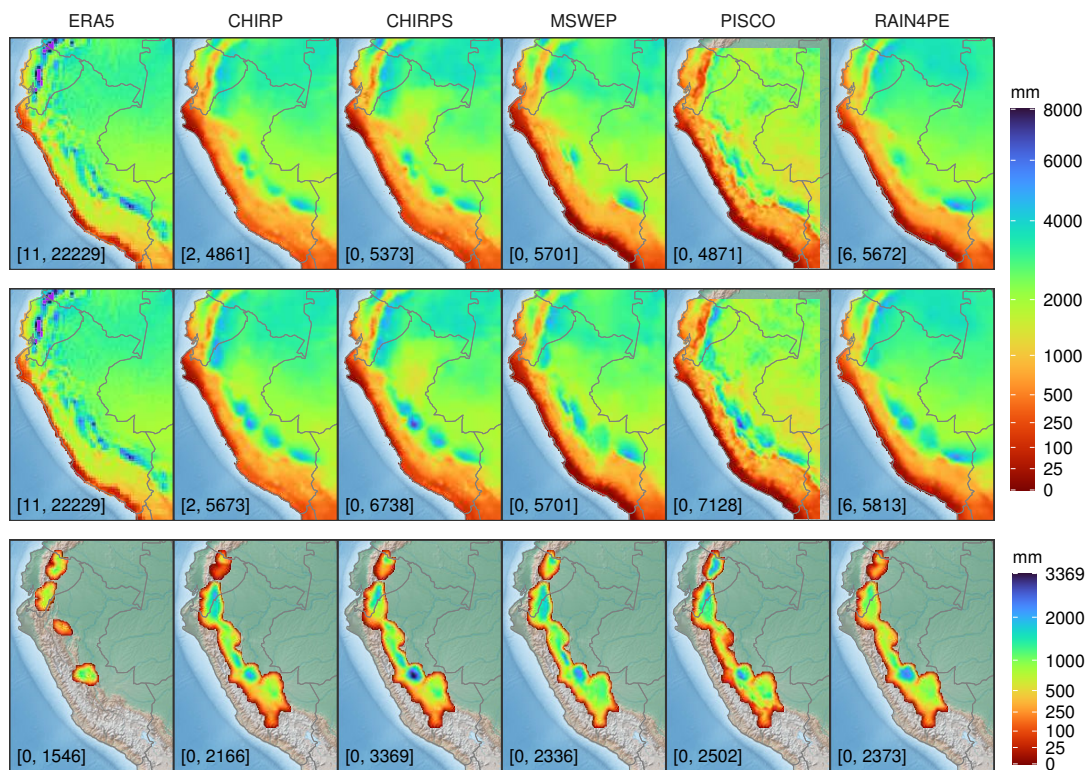 ERA5 CHIRP CHIRPS MSWEP PISCO RAIN4PE
[11, 22229] [2, 4861] [0, 5373] [0, 5701] [0, 4871] [6, 5672]
mm
8000
6000
4000
2000
1000
500
100
25
0
[11, 22229] [2, 5673] [0, 6738] [0, 5701] [0, 7128] [6, 5813]
[0, 1546] [0, 2166] [0, 3369] [0, 2336] [0, 2502] [0, 2373]
mm
3369
2000
1000
500
250
100
25
0